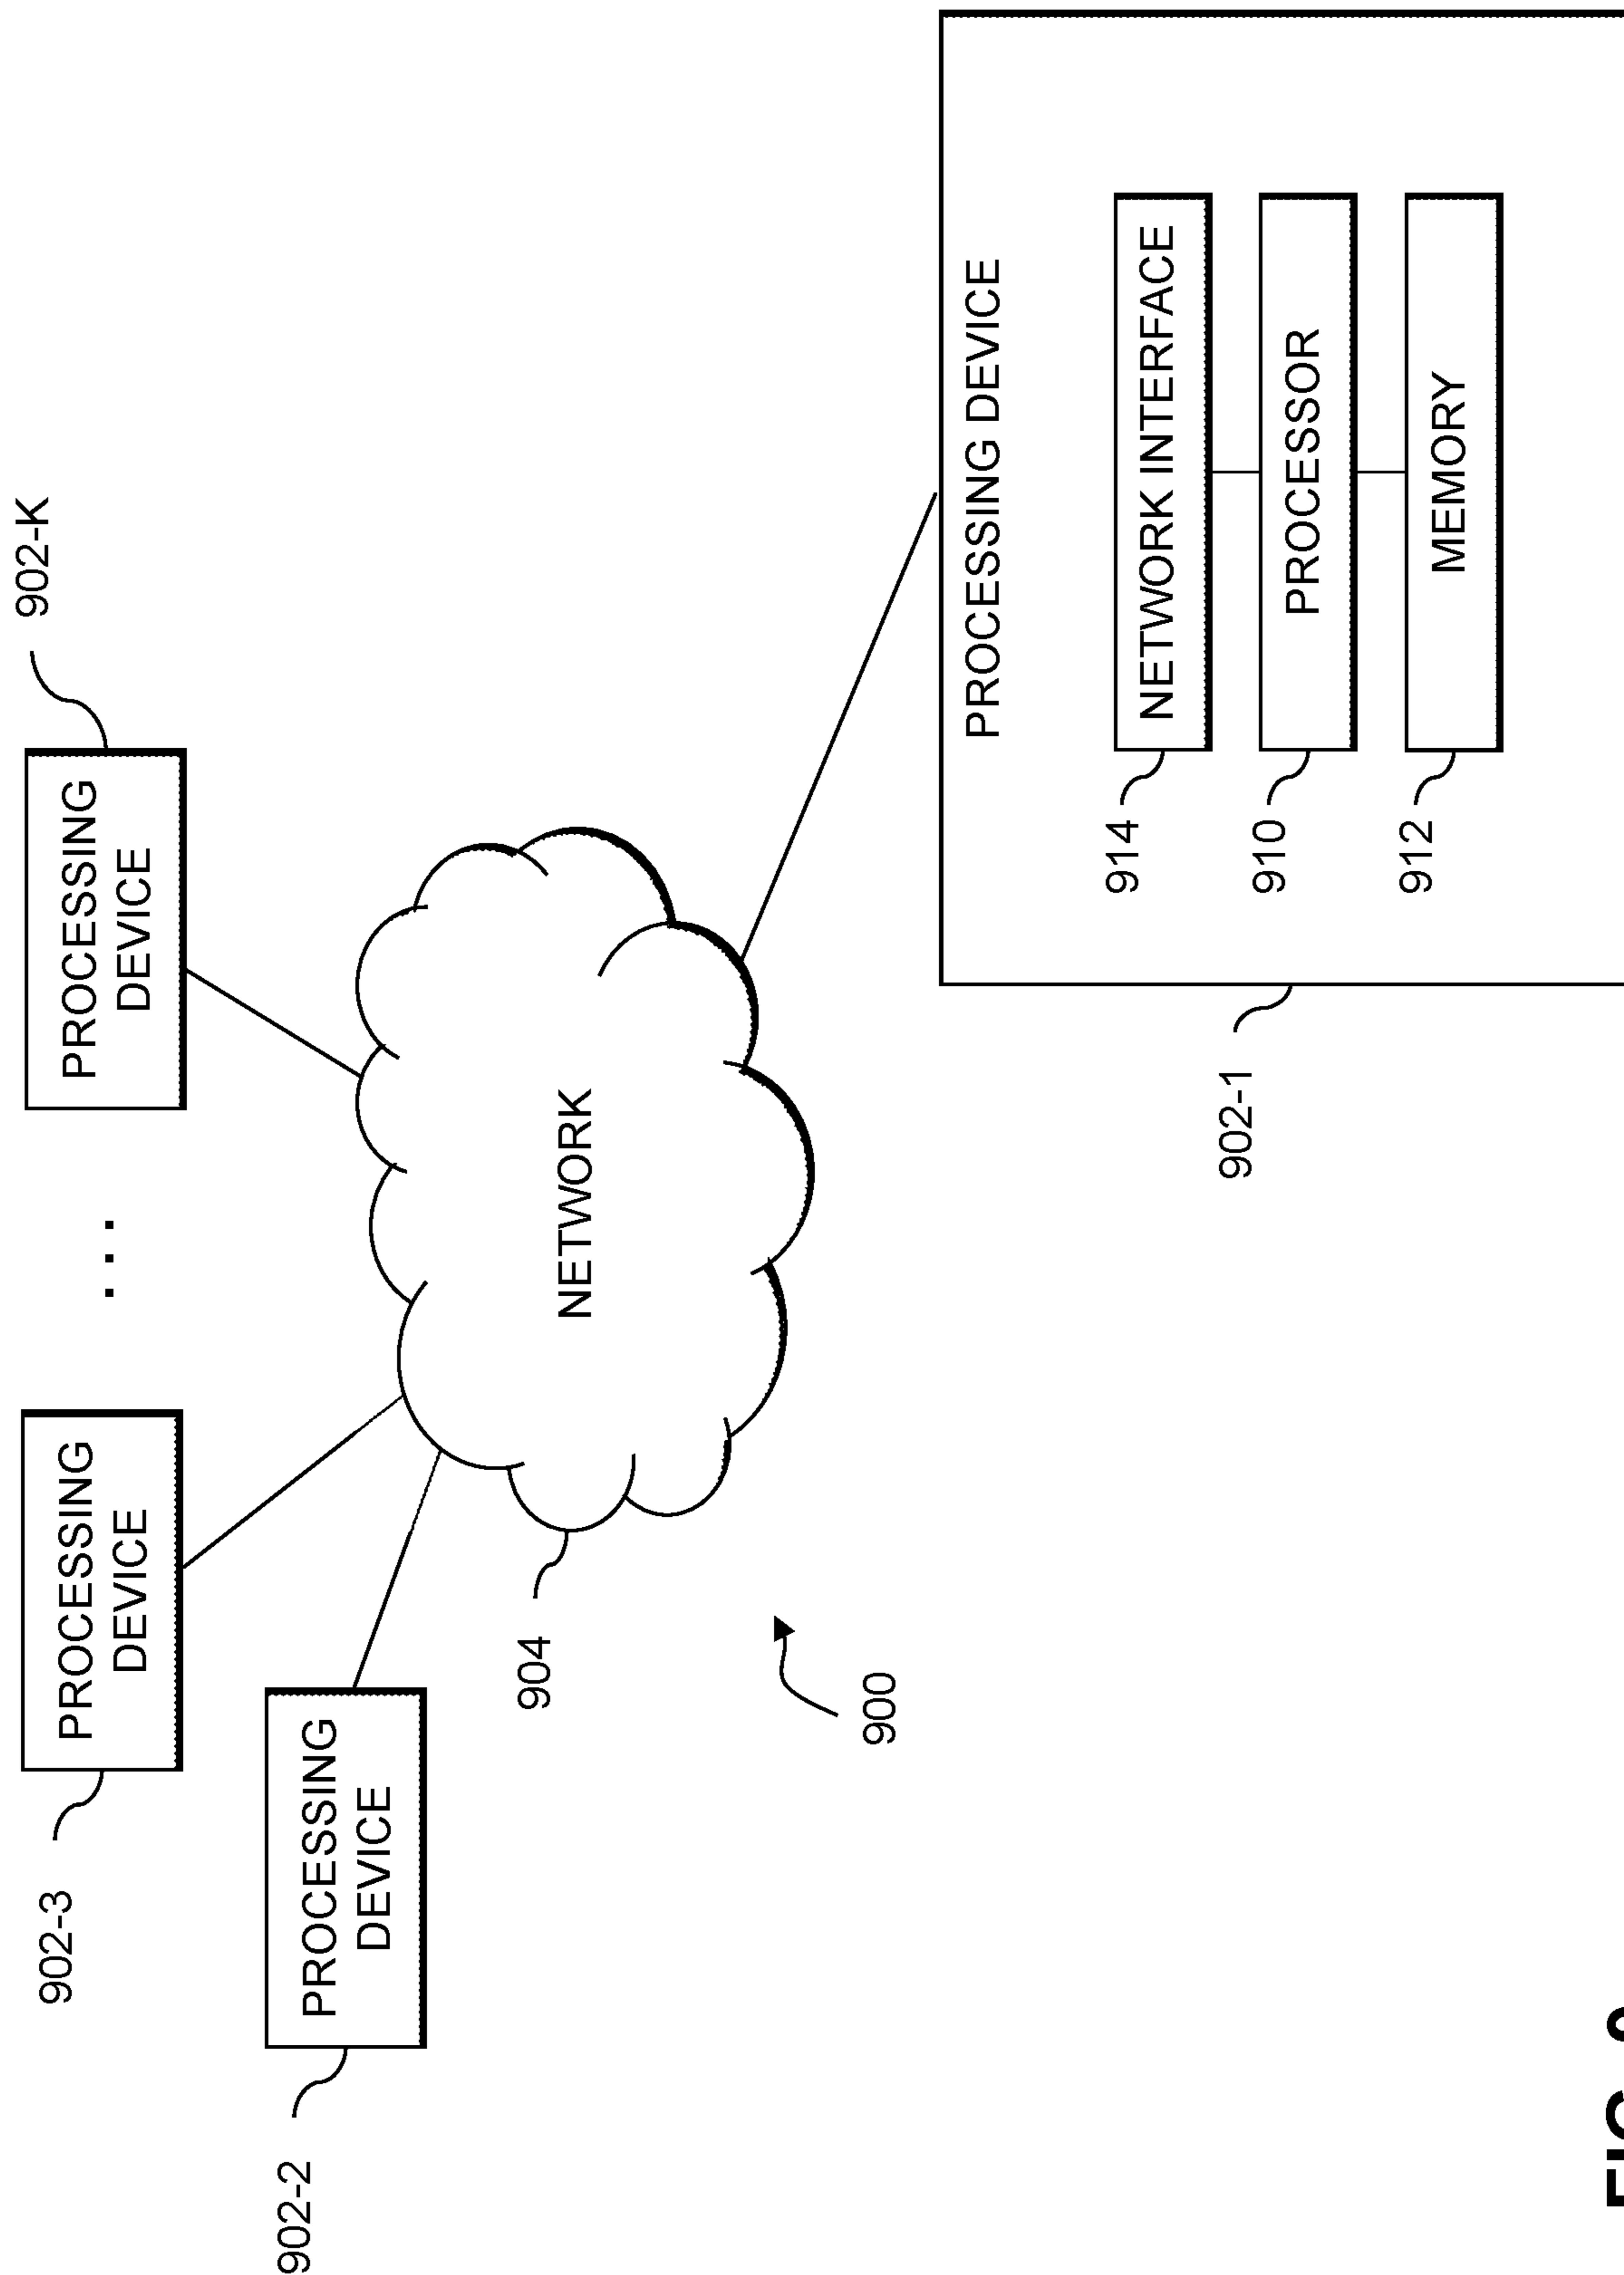 902-2
PROCESSING
DEVICE
902-3
PROCESSING
DEVICE
. . .
902-K
PROCESSING
DEVICE
904
NETWORK
900
902-1
PROCESSING DEVICE
914
NETWORK INTERFACE
910
PROCESSOR
912
MEMORY
FIG.